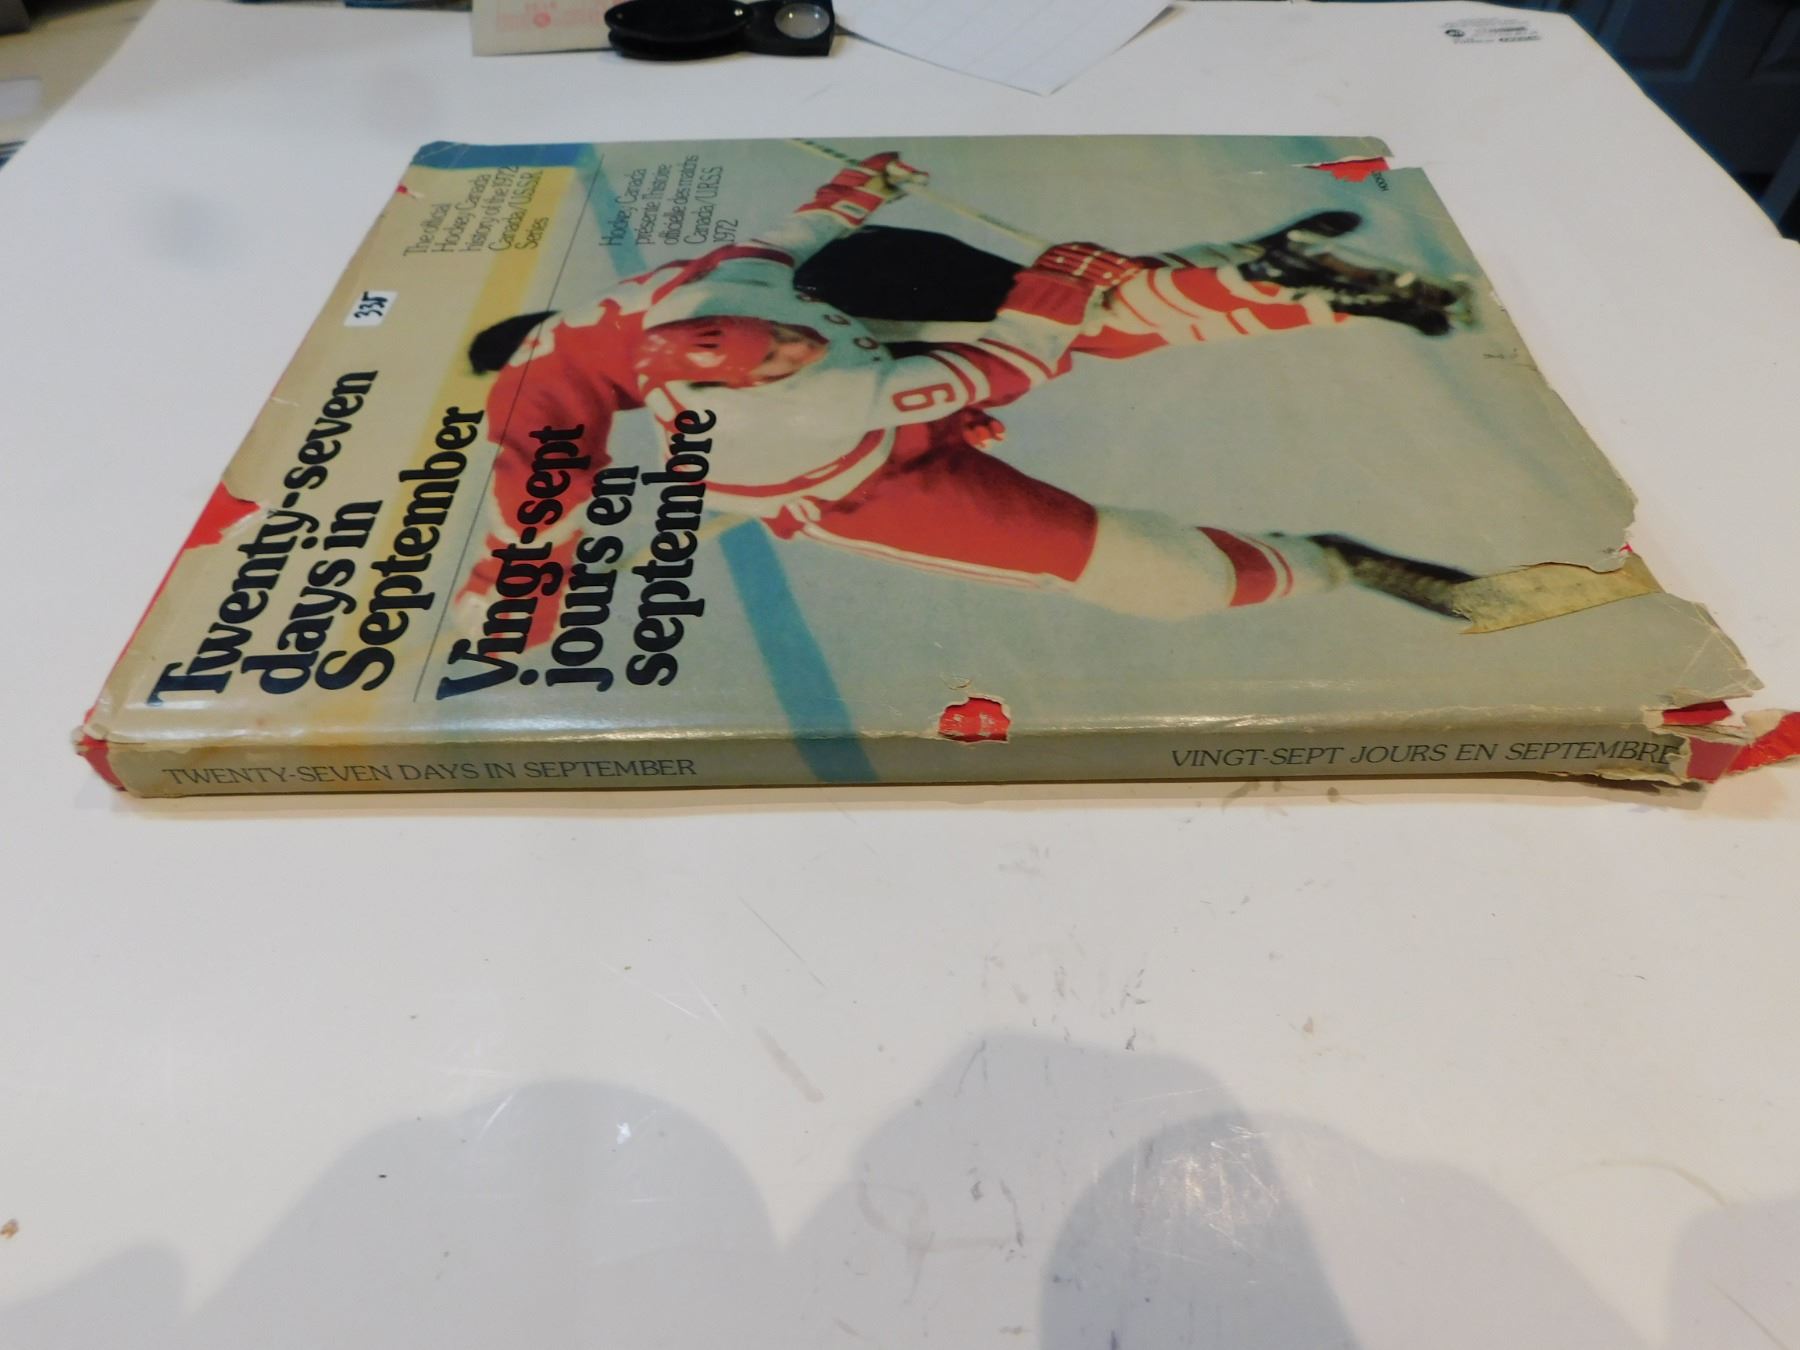 The official
Hockey Canada
history of the 1972
Canada/U.S.S.R.
Series
Hockey Canada
présente l'histoire
officielle des matchs
Canada/U.R.S.S.
1972
335
Twenty-seven
days in
September
Vingt-sept
jours en
septembre
9
TWENTY-SEVEN DAYS IN SEPTEMBER
VINGT-SEPT JOURS EN SEPTEMBRE